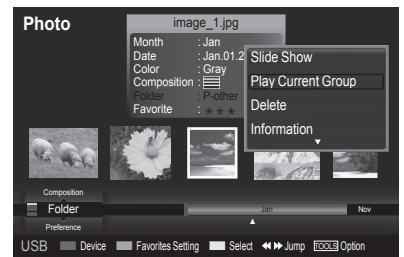 Photo
image_1.jpg
Month : Jan
Date : Jan.01.2
Color : Gray
Composition :
Folder : P-other
Favorite : ★ ★ ★
Slide Show
Play Current Group
Delete
Information
Composition
Folder
Preference
Jan
Nov
USB Device Favorites Setting Select Jump TOOLS Option